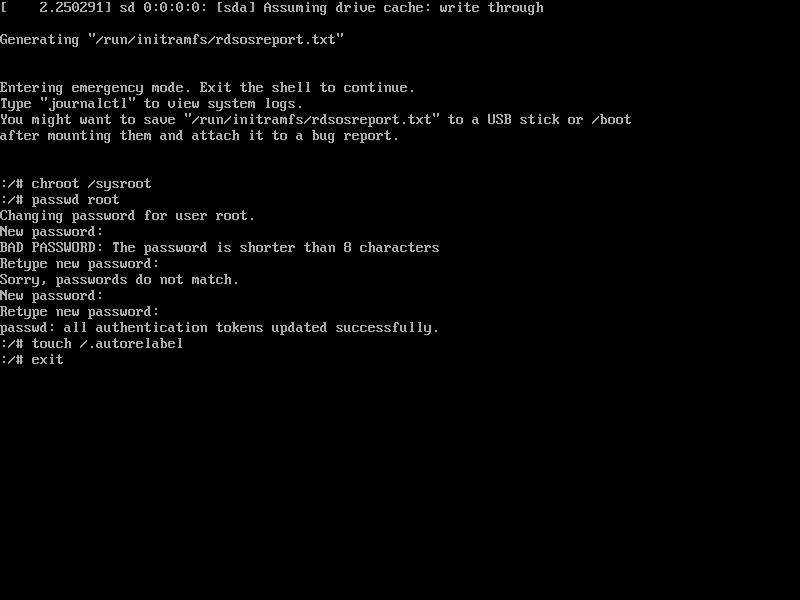 [    2.250291] sd 0:0:0:0: [sda] Assuming drive cache: write through
Generating "/run/initramfs/rdsosreport.txt"
Entering emergency mode. Exit the shell to continue.
Type "journalctl" to view system logs.
You might want to save "/run/initramfs/rdsosreport.txt" to a USB stick or /boot
after mounting them and attach it to a bug report.
:/# chroot /sysroot
:/# passwd root
Changing password for user root.
New password:
BAD PASSWORD: The password is shorter than 8 characters
Retype new password:
Sorry, passwords do not match.
New password:
Retype new password:
passwd: all authentication tokens updated successfully.
:/# touch /.autorelabel
:/# exit